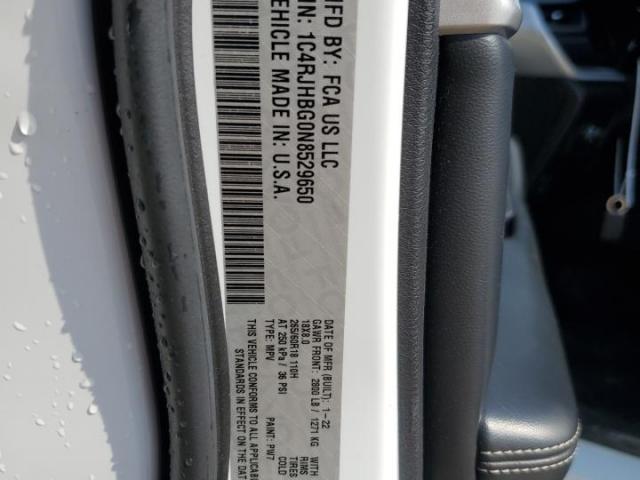 MFD BY: FCA US LLC
VIN: 1C4RJHBG0N8529650
VEHICLE MADE IN: U.S.A.
DATE OF MFR (BUILT): 1-22
GAWR FRONT: 2800 LB / 1271 KG WITH
18X8.0 RIMS
265/60R18 110H TIRES
AT 250 kPa / 36 PSI COLD
TYPE: MPV PAINT: PW7
THIS VEHICLE CONFORMS TO ALL APPLICABL
STANDARDS IN EFFECT ON THE DAT